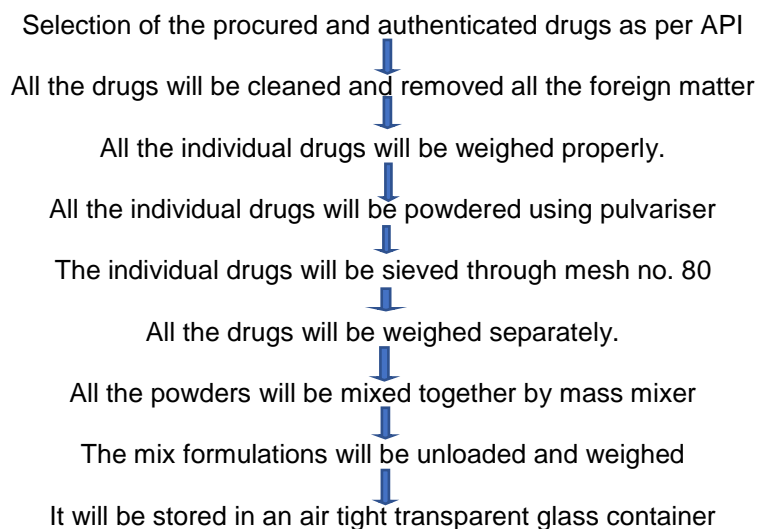 Selection of the procured and authenticated drugs as per API
All the drugs will be cleaned and removed all the foreign matter
All the individual drugs will be weighed properly.
All the individual drugs will be powdered using pulvariser
The individual drugs will be sieved through mesh no. 80
All the drugs will be weighed separately.
All the powders will be mixed together by mass mixer
The mix formulations will be unloaded and weighed
It will be stored in an air tight transparent glass container